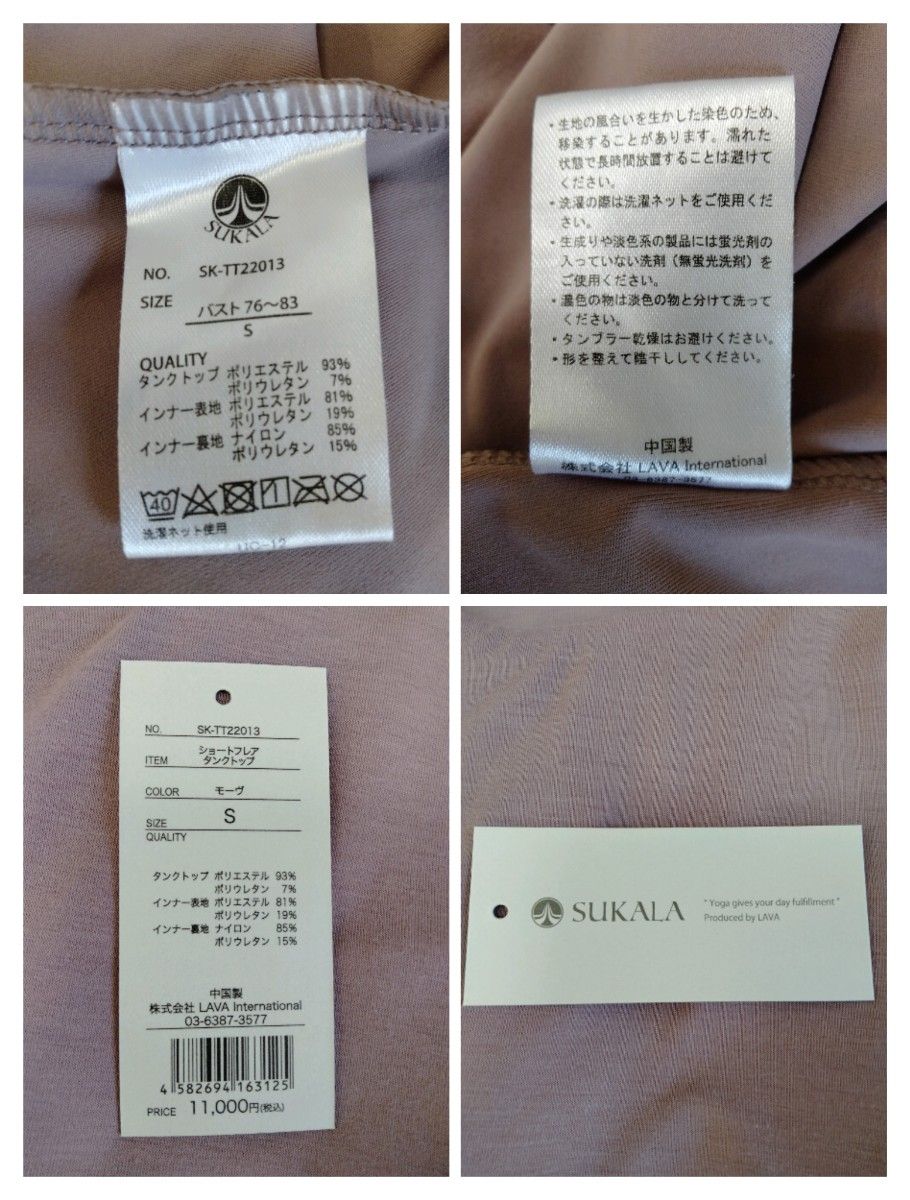 SUKALA
NO. SK-TT22013
SIZE バスト 76〜83
S
QUALITY
タンクトップ ポリエステル 93%
ポリウレタン 7%
インナー表地 ポリエステル 81%
ポリウレタン 19%
インナー裏地 ナイロン 85%
ポリウレタン 15%
40
洗濯ネット使用
・生地の風合いを生かした染色のため、
移染することがあります。濡れた
状態で長時間放置することは避けて
ください。
・洗濯の際は洗濯ネットをご使用くだ
さい。
・生成りや淡色系の製品には蛍光剤の
入っていない洗剤（無蛍光洗剤）を
ご使用ください。
・濃色の物は淡色の物と分けて洗って
ください。
・タンブラー乾燥はお避けください。
・形を整えて陰干ししてください。
中国製
株式会社 LAVA International
03-6387-3577
NO. SK-TT22013
ITEM ショートフレア
タンクトップ
COLOR モーヴ
SIZE S
QUALITY
タンクトップ ポリエステル 93%
ポリウレタン 7%
インナー表地 ポリエステル 81%
ポリウレタン 19%
インナー裏地 ナイロン 85%
ポリウレタン 15%
中国製
株式会社 LAVA International
03-6387-3577
4 582694 163125
PRICE 11,000円(税込)
SUKALA
" Yoga gives your day fulfillment "
Produced by LAVA